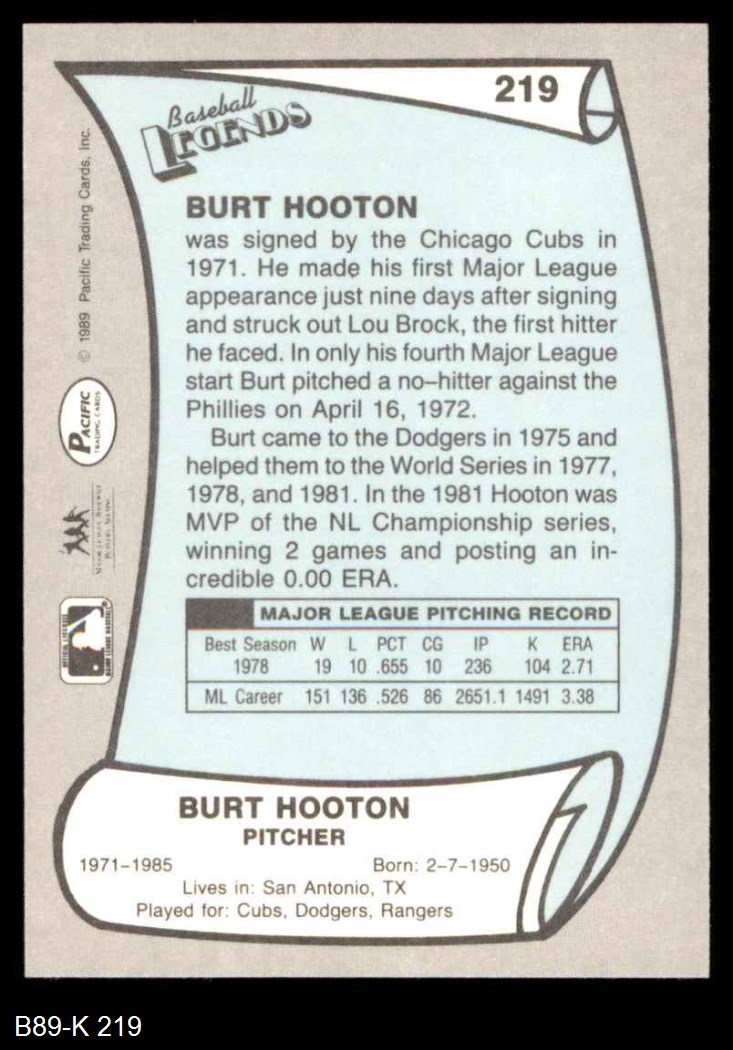 219
Baseball
LEGENDS
© 1989 Pacific Trading Cards, Inc.
PACIFIC
TRADING CARDS
BURT HOOTON
was signed by the Chicago Cubs in
1971. He made his first Major League
appearance just nine days after signing
and struck out Lou Brock, the first hitter
he faced. In only his fourth Major League
start Burt pitched a no–hitter against the
Phillies on April 16, 1972.
Burt came to the Dodgers in 1975 and
helped them to the World Series in 1977,
1978, and 1981. In the 1981 Hooton was
MVP of the NL Championship series,
winning 2 games and posting an in-
credible 0.00 ERA.
MAJOR LEAGUE PITCHING RECORD
Best Season W L PCT CG IP K ERA
1978 19 10 .655 10 236 104 2.71
ML Career 151 136 .526 86 2651.1 1491 3.38
BURT HOOTON
PITCHER
1971–1985 Born: 2–7–1950
Lives in: San Antonio, TX
Played for: Cubs, Dodgers, Rangers
B89-K 219